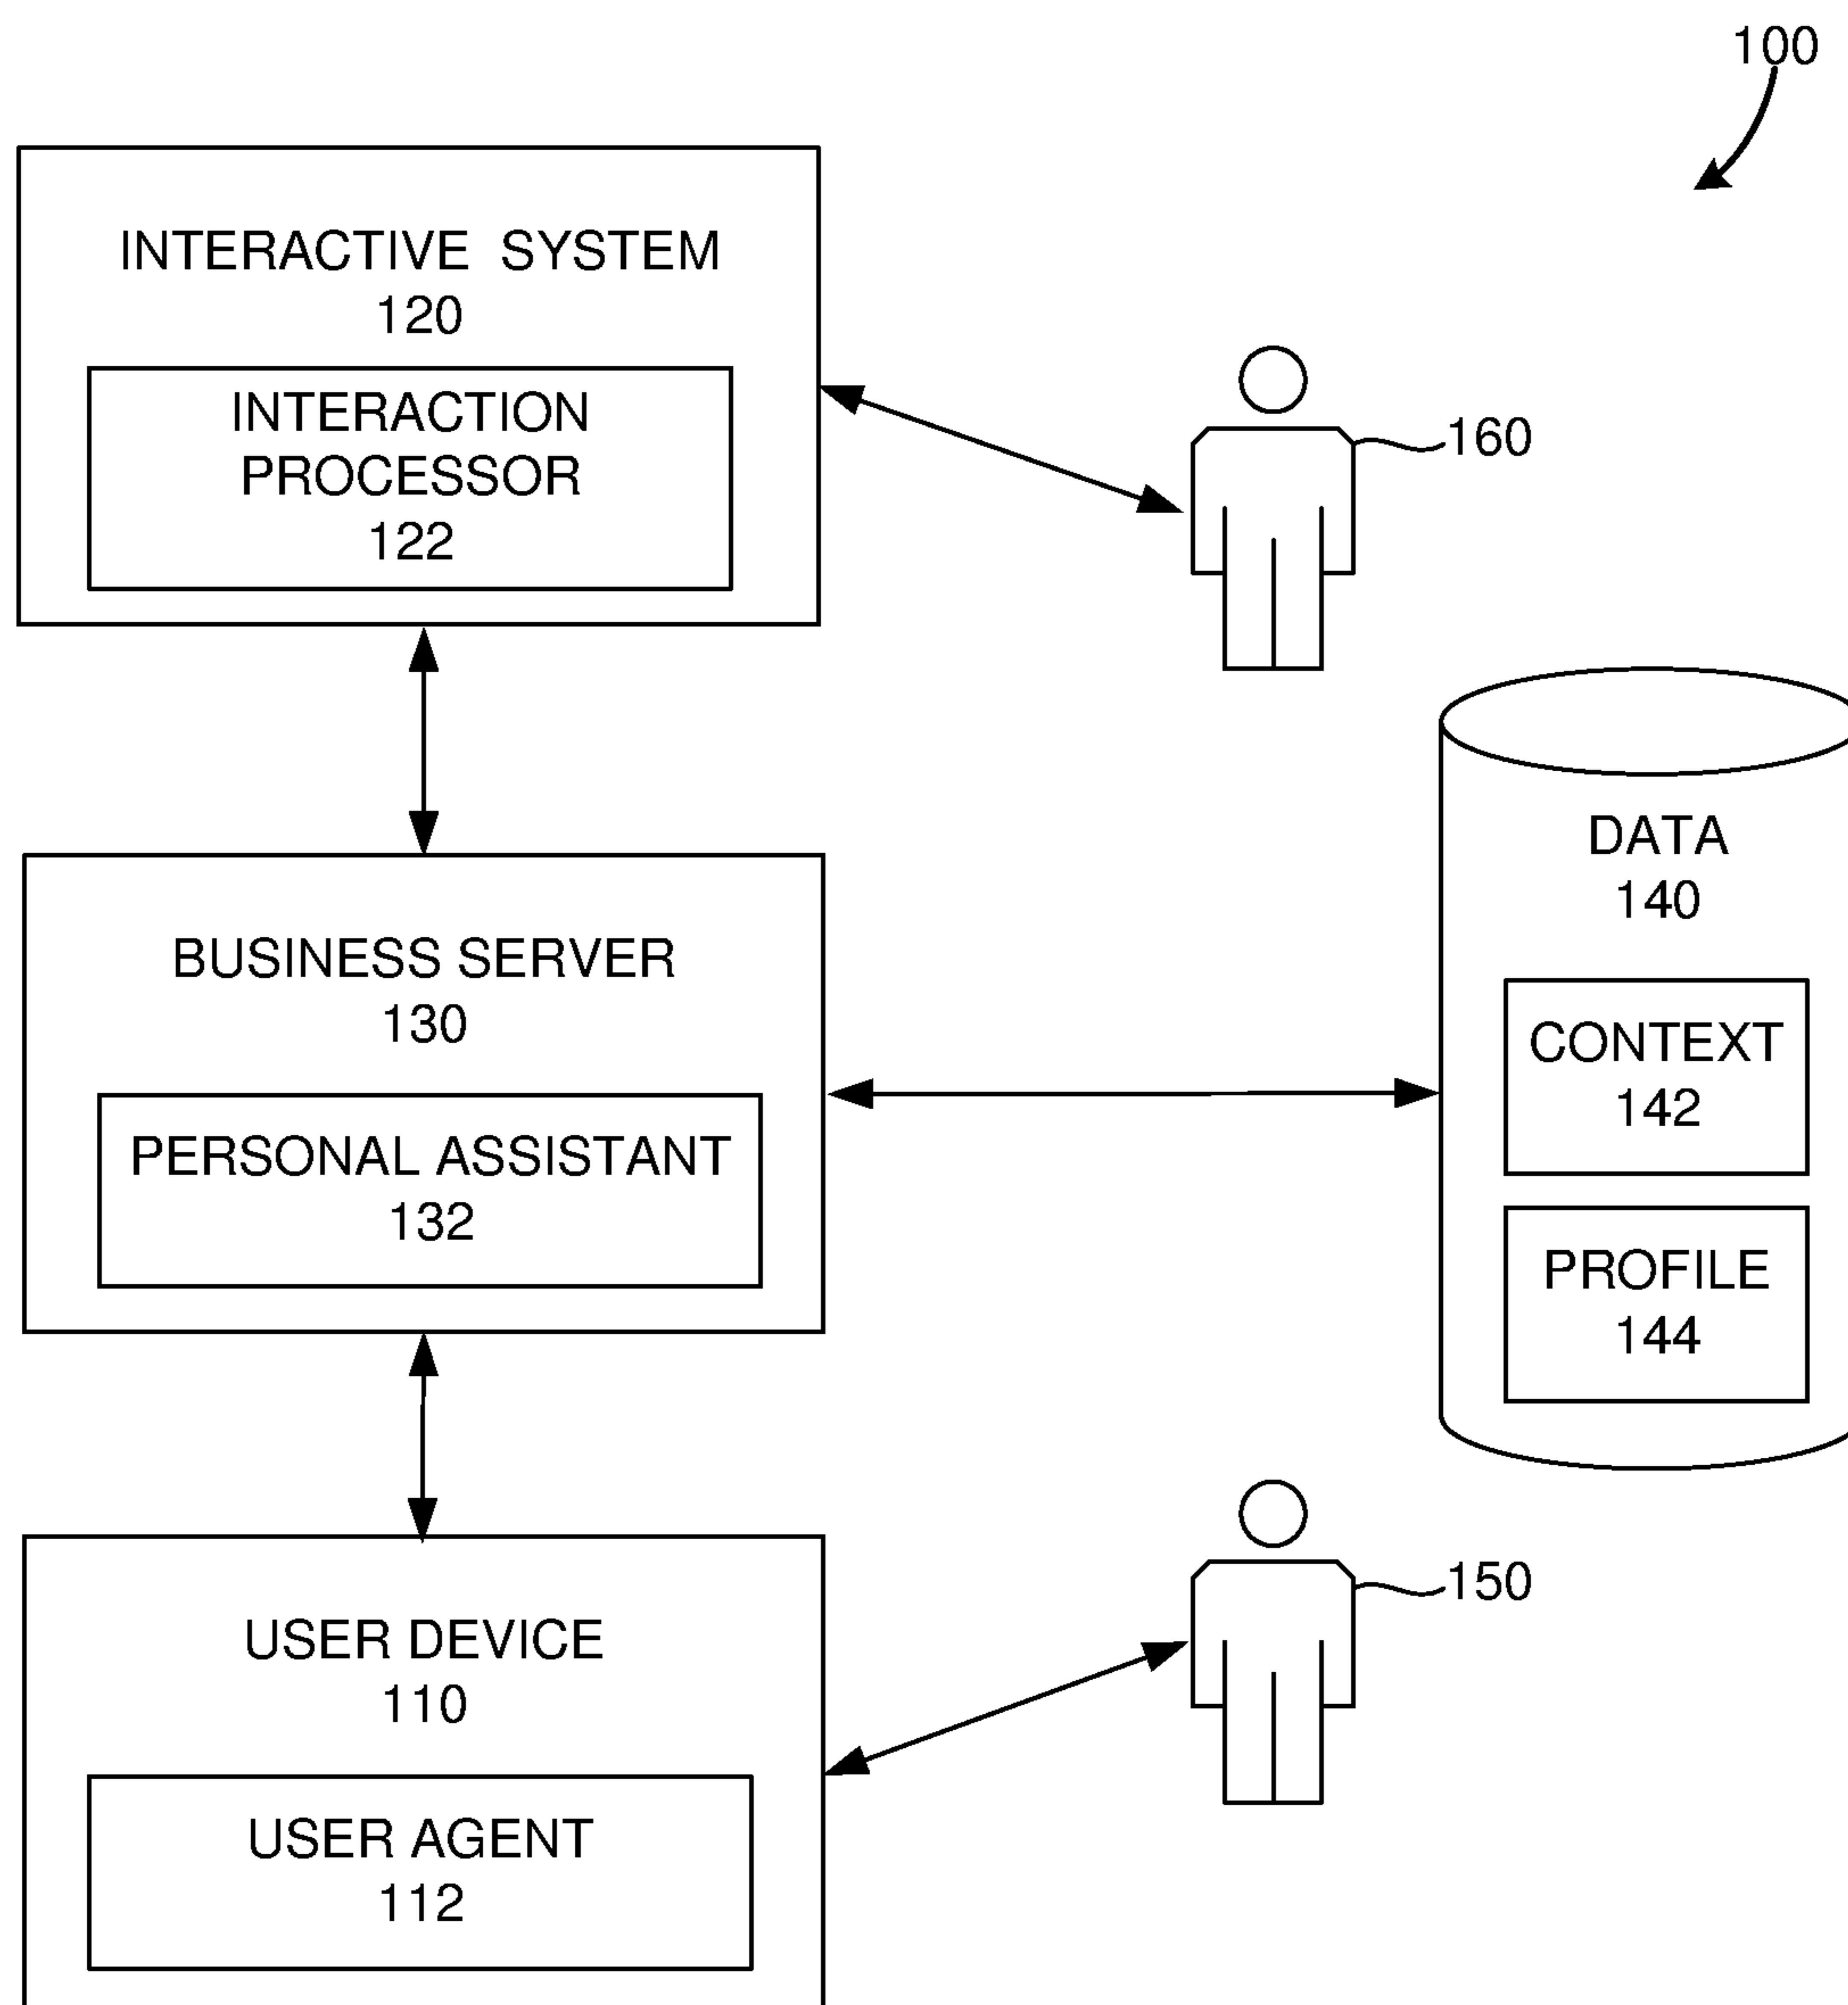 100
INTERACTIVE SYSTEM
120
INTERACTION
PROCESSOR
122
160
DATA
140
BUSINESS SERVER
130
CONTEXT
142
PERSONAL ASSISTANT
132
PROFILE
144
150
USER DEVICE
110
USER AGENT
112